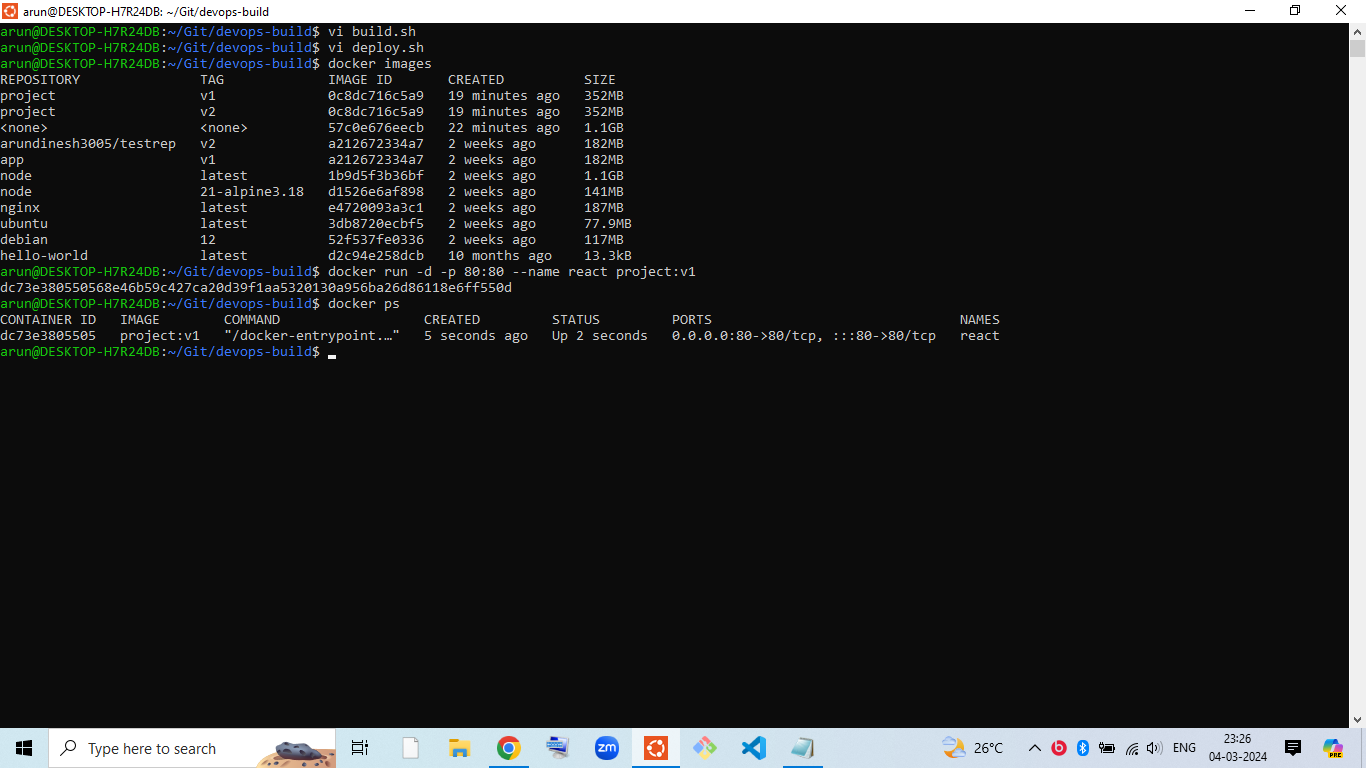 arun@DESKTOP-H7R24DB: ~/Git/devops-build
arun@DESKTOP-H7R24DB:~/Git/devops-build$ vi build.sh
arun@DESKTOP-H7R24DB:~/Git/devops-build$ vi deploy.sh
arun@DESKTOP-H7R24DB:~/Git/devops-build$ docker images
REPOSITORY TAG IMAGE ID CREATED SIZE
project v1 0c8dc716c5a9 19 minutes ago 352MB
project v2 0c8dc716c5a9 19 minutes ago 352MB
<none> <none> 57c0e676eecb 22 minutes ago 1.1GB
arundinesh3005/testrep v2 a212672334a7 2 weeks ago 182MB
app v1 a212672334a7 2 weeks ago 182MB
node latest 1b9d5f3b36bf 2 weeks ago 1.1GB
node 21-alpine3.18 d1526e6af898 2 weeks ago 141MB
nginx latest e4720093a3c1 2 weeks ago 187MB
ubuntu latest 3db8720ecbf5 2 weeks ago 77.9MB
debian 12 52f537fe0336 2 weeks ago 117MB
hello-world latest d2c94e258dcb 10 months ago 13.3kB
arun@DESKTOP-H7R24DB:~/Git/devops-build$ docker run -d -p 80:80 --name react project:v1
dc73e380550568e46b59c427ca20d39f1aa5320130a956ba26d86118e6ff550d
arun@DESKTOP-H7R24DB:~/Git/devops-build$ docker ps
CONTAINER ID IMAGE COMMAND CREATED STATUS PORTS NAMES
dc73e3805505 project:v1 "/docker-entrypoint.…" 5 seconds ago Up 2 seconds 0.0.0.0:80->80/tcp, :::80->80/tcp react
arun@DESKTOP-H7R24DB:~/Git/devops-build$
Type here to search
zm
26°C
ENG
23:26
04-03-2024
PRE